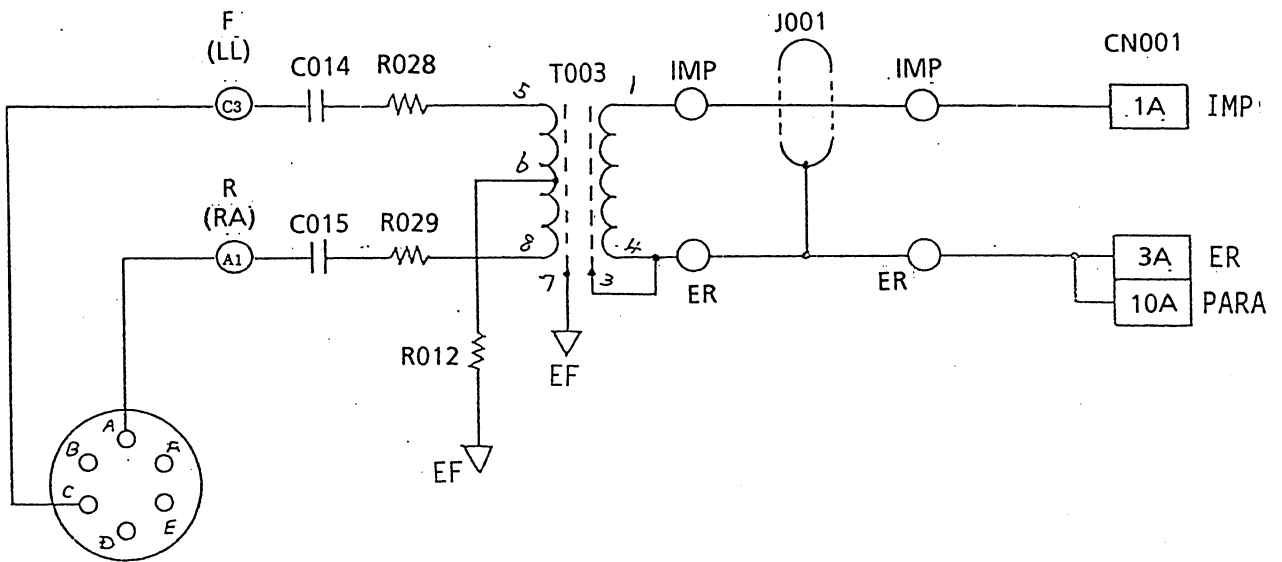 F
(LL)
C3
C014
R028
T003
5
6
8
7
1
4
3
IMP
J001
IMP
CN001
1A
IMP
R
(RA)
A1
C015
R029
ER
ER
3A
ER
10A
PARA
R012
EF
EF
A
B
C
D
E
F